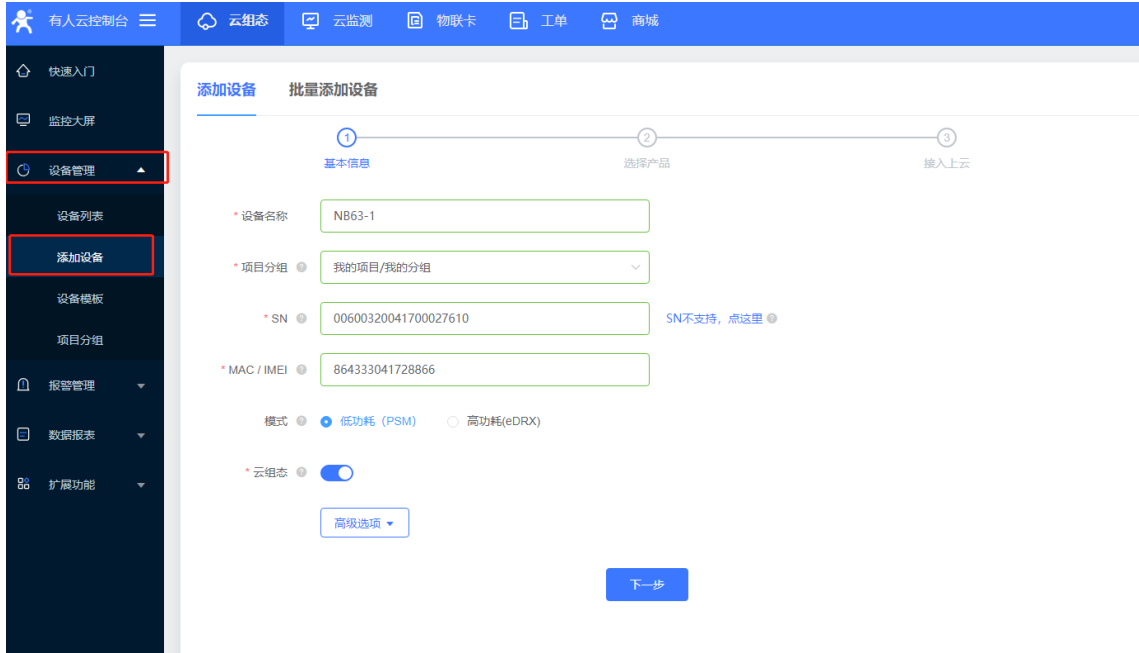 有人云控制台
云组态
云监测
物联卡
工单
商城
快速入门
监控大屏
设备管理
设备列表
添加设备
设备模板
项目分组
报警管理
数据报表
扩展功能
添加设备 批量添加设备
1 2 3
基本信息 选择产品 接入上云
* 设备名称 NB63-1
* 项目分组 我的项目/我的分组
* SN 00600320041700027610 SN不支持，点这里
* MAC / IMEI 864333041728866
模式 低功耗（PSM） 高功耗(eDRX)
* 云组态
高级选项
下一步